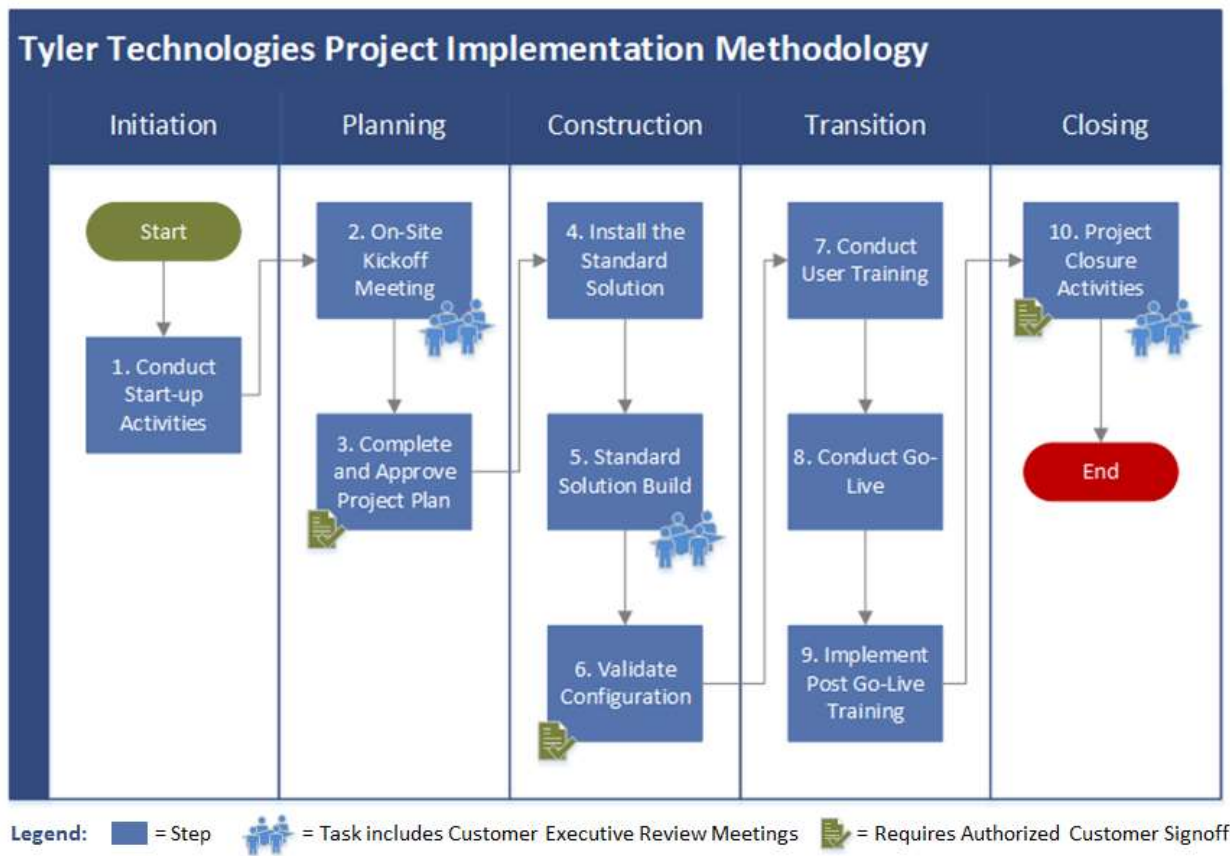 Tyler Technologies Project Implementation Methodology
Initiation
Planning
Construction
Transition
Closing
Start
1. Conduct
Start-up
Activities
2. On-Site
Kickoff
Meeting
3. Complete
and Approve
Project Plan
4. Install the
Standard
Solution
5. Standard
Solution Build
6. Validate
Configuration
7. Conduct
User Training
8. Conduct Go-
Live
9. Implement
Post Go-Live
Training
10. Project
Closure
Activities
End
Legend: = Step = Task includes Customer Executive Review Meetings = Requires Authorized Customer Signoff